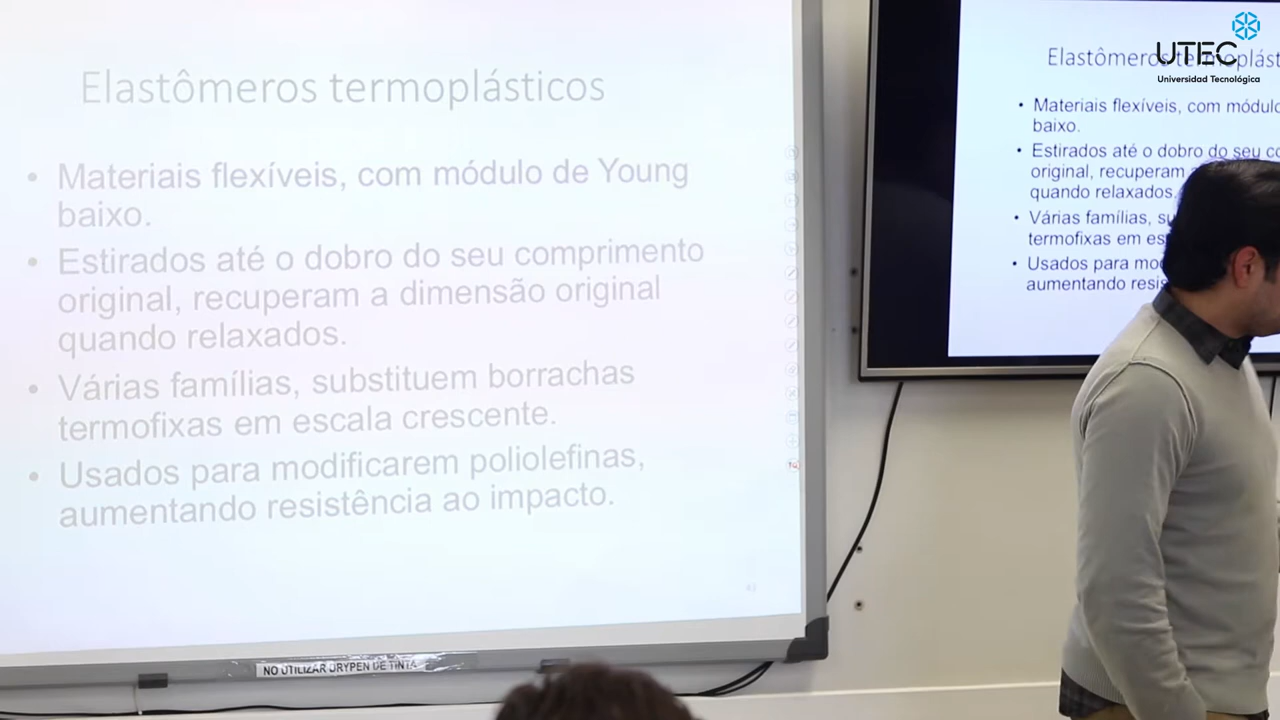 Elastômeros termoplásticos
• Materiais flexíveis, com módulo de Young
baixo.
• Estirados até o dobro do seu comprimento
original, recuperam a dimensão original
quando relaxados.
• Várias famílias, substituem borrachas
termofixas em escala crescente.
• Usados para modificarem poliolefinas,
aumentando resistência ao impacto.
NO UTILIZAR DRYPEN DE TINTA
UTEC
Universidad Tecnológica
Elastômeros
• Materiais flexíveis, com módulo
baixo.
• Estirados até o dobro do seu
original, recuperam
quando relaxados.
• Várias famílias,
termofixas em
• Usados para
aumentando